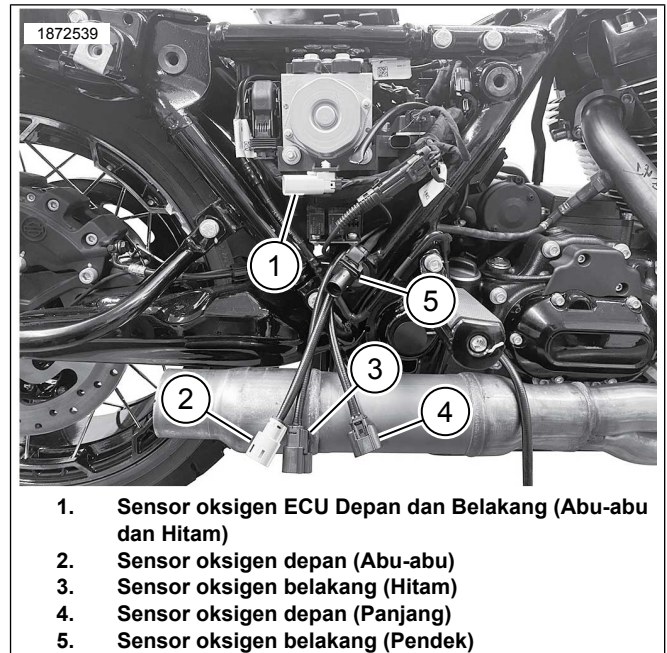 1872539
1
5
3
2
4
1. Sensor oksigen ECU Depan dan Belakang (Abu-abu
dan Hitam)
2. Sensor oksigen depan (Abu-abu)
3. Sensor oksigen belakang (Hitam)
4. Sensor oksigen depan (Panjang)
5. Sensor oksigen belakang (Pendek)